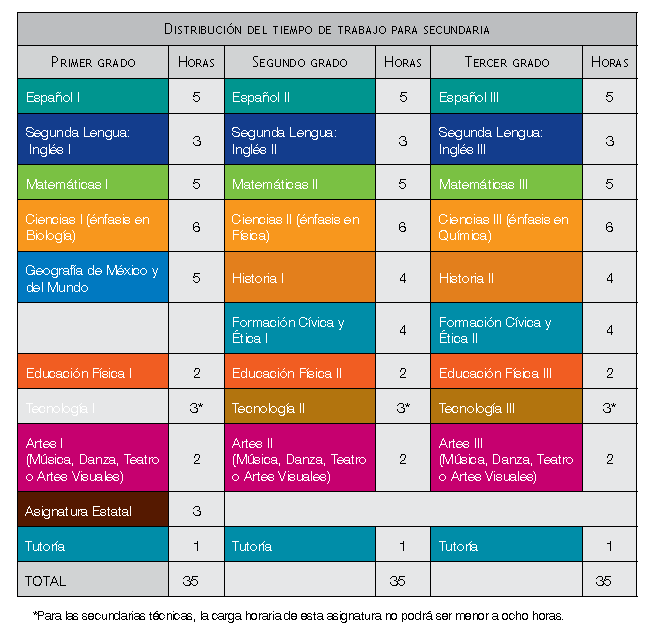 Distribución del tiempo de trabajo para secundaria
Primer grado Horas Segundo grado Horas Tercer grado Horas
Español I 5 Español II 5 Español III 5
Segunda Lengua: Segunda Lengua: Segunda Lengua:
Inglés I 3 Inglés II 3 Inglés III 3
Matemáticas I 5 Matemáticas II 5 Matemáticas III 5
Ciencias I (énfasis en Ciencias II (énfasis en Ciencias III (énfasis en
Biología) 6 Física) 6 Química) 6
Geografía de México y
del Mundo 5 Historia I 4 Historia II 4
Formación Cívica y Formación Cívica y
Ética I 4 Ética II 4
Educación Física I 2 Educación Física II 2 Educación Física III 2
Tecnología I 3* Tecnología II 3* Tecnología III 3*
Artes I Artes II Artes III
(Música, Danza, Teatro 2 (Música, Danza, Teatro 2 (Música, Danza, Teatro 2
o Artes Visuales) o Artes Visuales) o Artes Visuales)
Asignatura Estatal 3
Tutoría 1 Tutoría 1 Tutoría 1
TOTAL 35 35 35
*Para las secundarias técnicas, la carga horaria de esta asignatura no podrá ser menor a ocho horas.